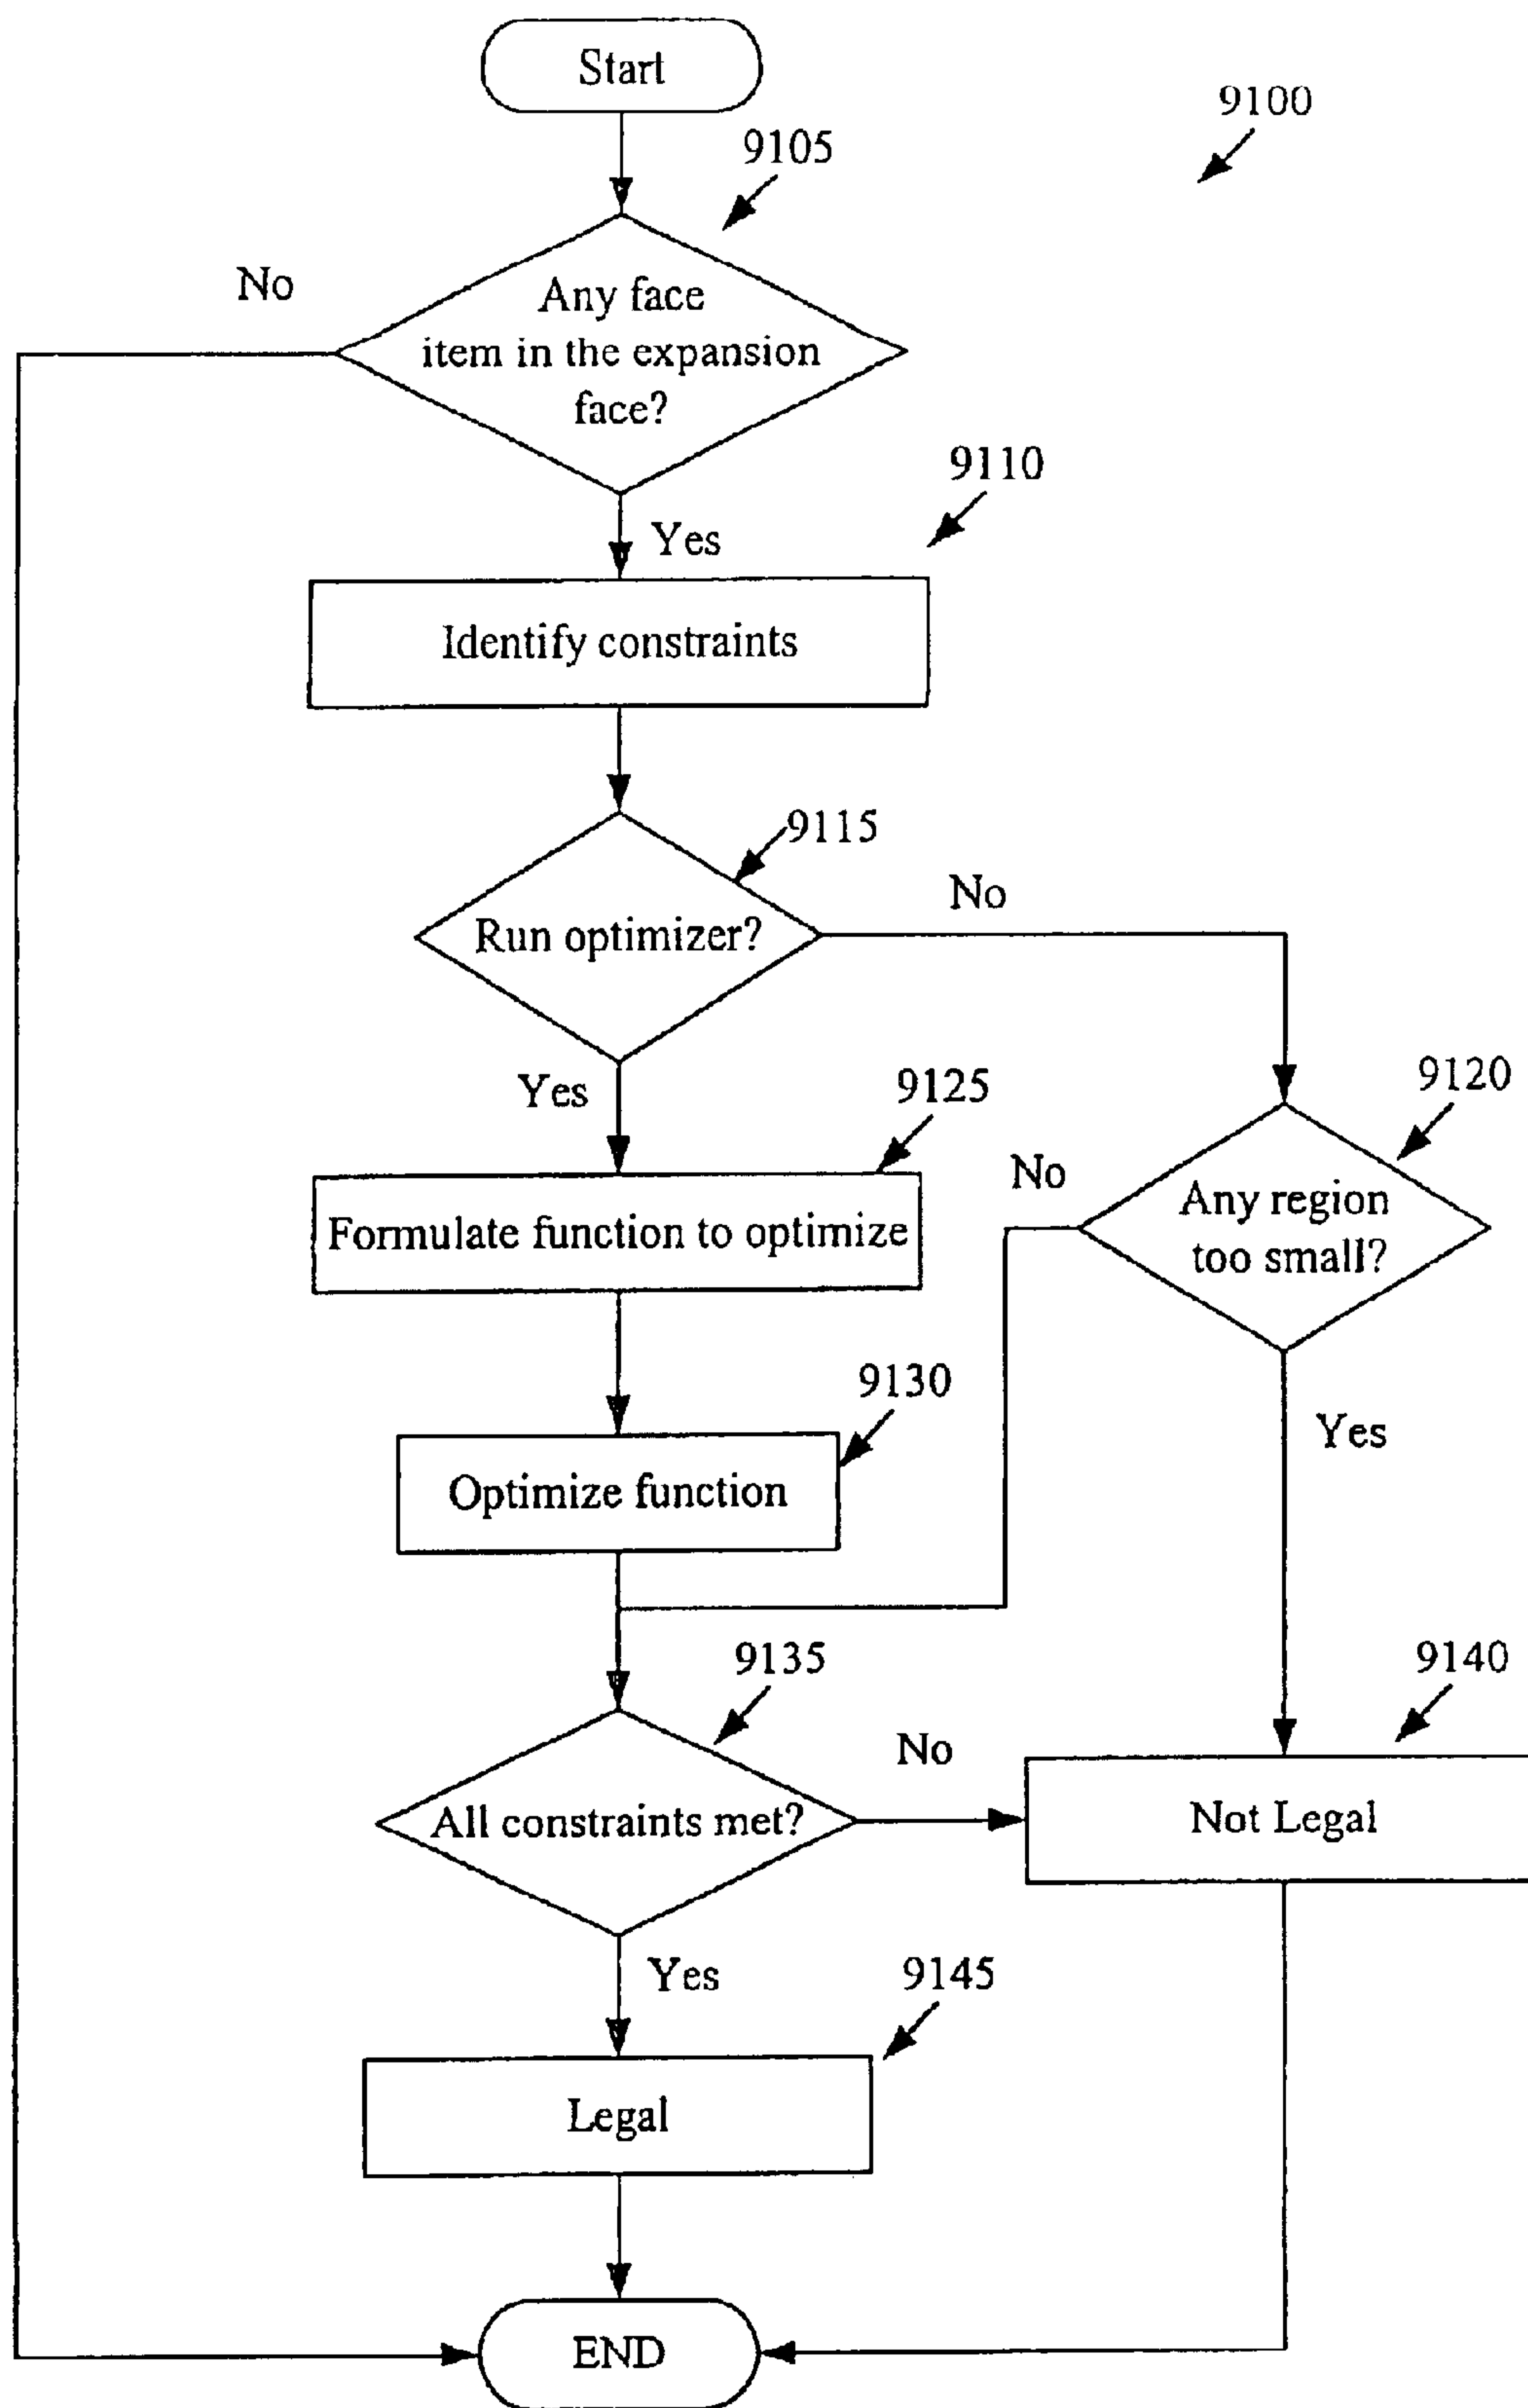 Start
9100
9105
No
Any face
item in the expansion
face?
9110
Yes
Identify constraints
9115
No
Run optimizer?
Yes
9125
9120
No
Any region
too small?
Formulate function to optimize
9130
Yes
Optimize function
9135
9140
No
All constraints met?
Not Legal
Yes
9145
Legal
END